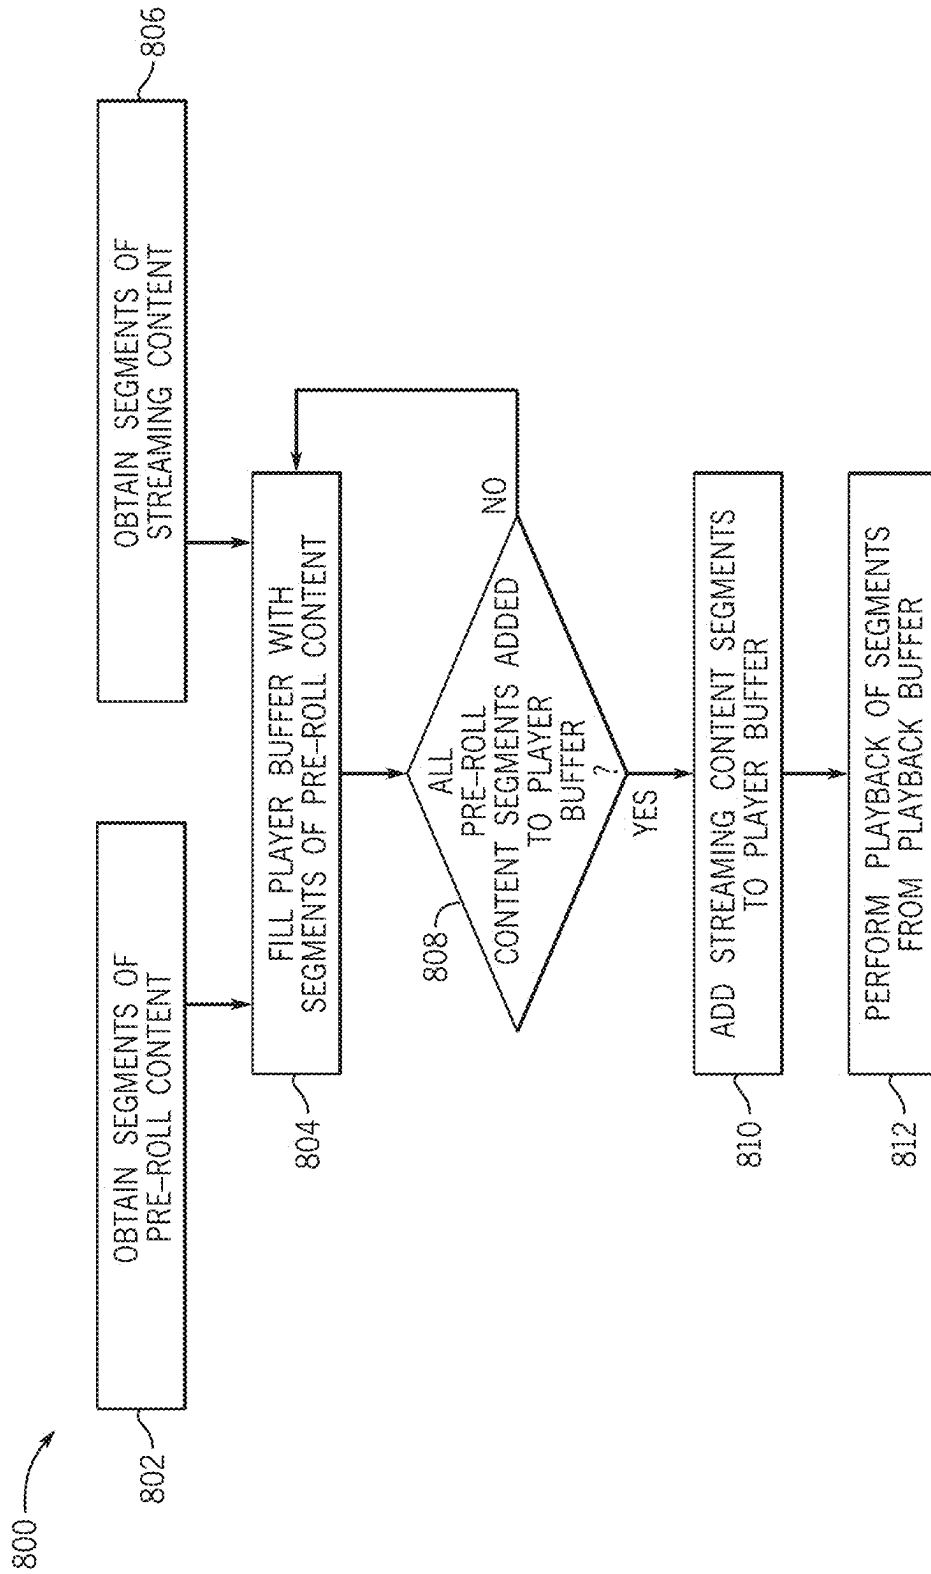 800
OBTAIN SEGMENTS OF
PRE-ROLL CONTENT
802
OBTAIN SEGMENTS OF
STREAMING CONTENT
806
FILL PLAYER BUFFER WITH
SEGMENTS OF PRE-ROLL CONTENT
804
ALL
PRE-ROLL
CONTENT SEGMENTS ADDED
TO PLAYER
BUFFER
?
808
NO
YES
ADD STREAMING CONTENT SEGMENTS
TO PLAYER BUFFER
810
PERFORM PLAYBACK OF SEGMENTS
FROM PLAYBACK BUFFER
812